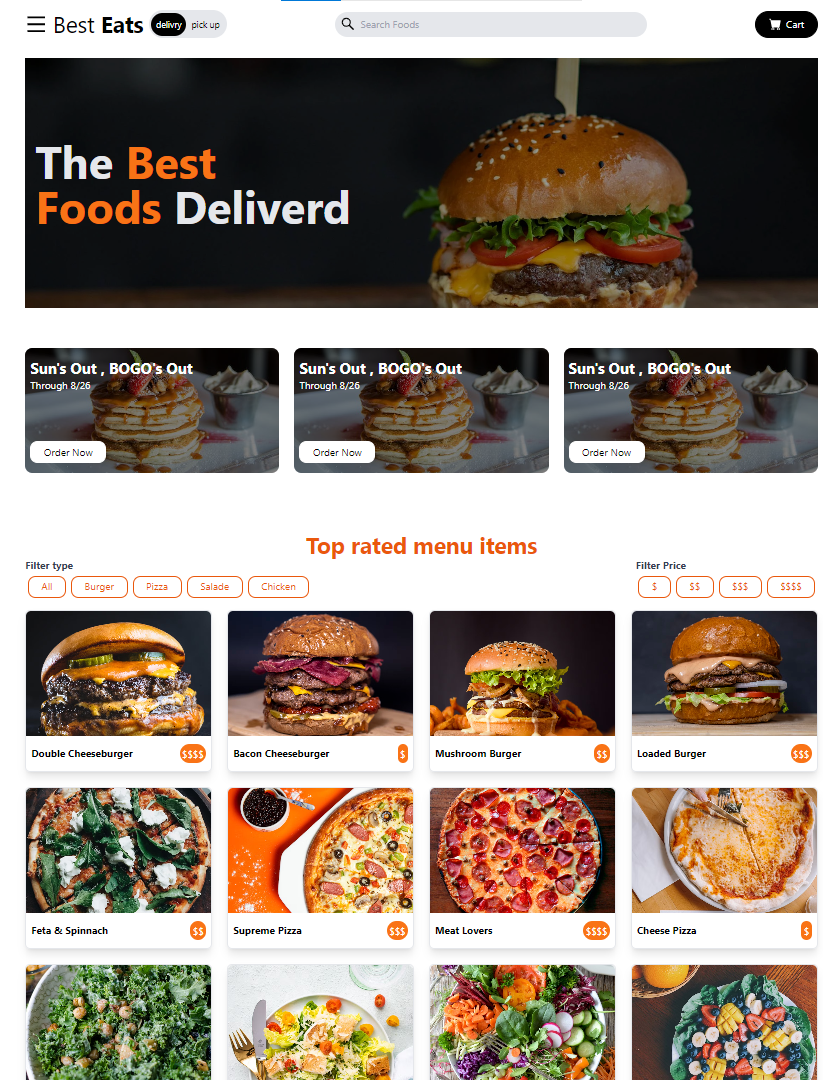 Best Eats delivry pick up Search Foods Cart
The Best
Foods Deliverd
Sun's Out , BOGO's Out
Through 8/26
Order Now
Sun's Out , BOGO's Out
Through 8/26
Order Now
Sun's Out , BOGO's Out
Through 8/26
Order Now
Top rated menu items
Filter type
All Burger Pizza Salade Chicken
Filter Price
$ $$ $$$ $$$$
Double Cheeseburger $$$$
Bacon Cheeseburger $
Mushroom Burger $$
Loaded Burger $$$
Feta & Spinnach $$
Supreme Pizza $$$
Meat Lovers $$$$
Cheese Pizza $